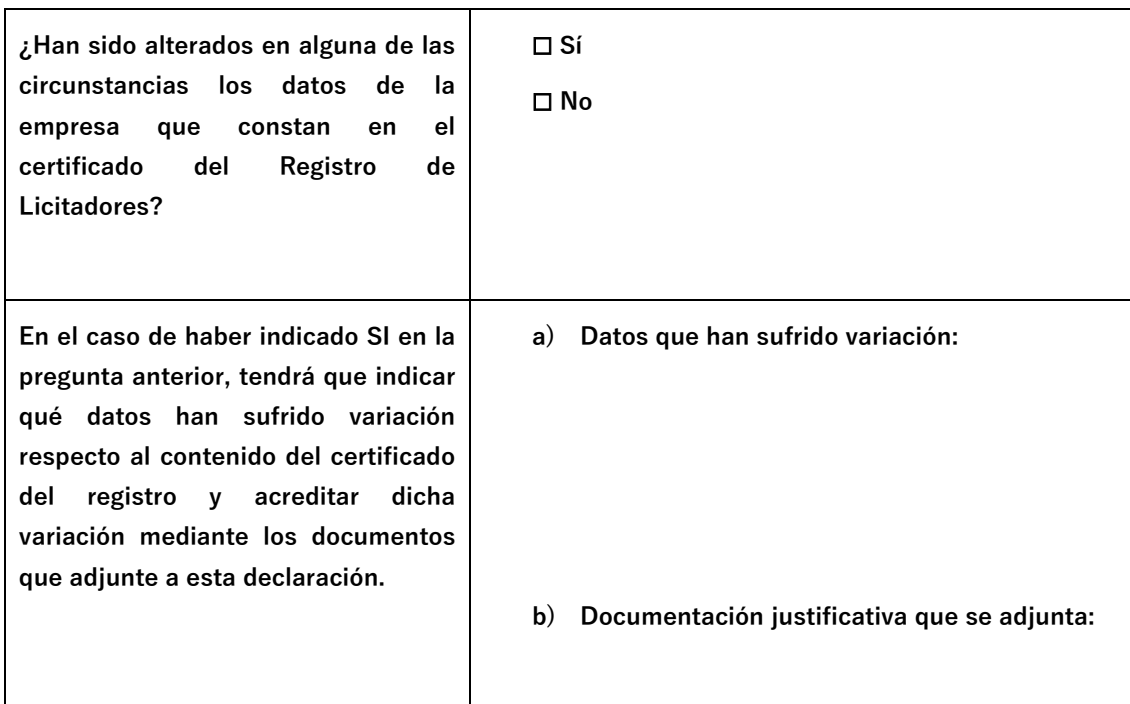 ¿Han sido alterados en alguna de las
circunstancias los datos de la
empresa que constan en el
certificado del Registro de
Licitadores?
☐ Sí
☐ No
En el caso de haber indicado SI en la
pregunta anterior, tendrá que indicar
qué datos han sufrido variación
respecto al contenido del certificado
del registro y acreditar dicha
variación mediante los documentos
que adjunte a esta declaración.
a) Datos que han sufrido variación:
b) Documentación justificativa que se adjunta: